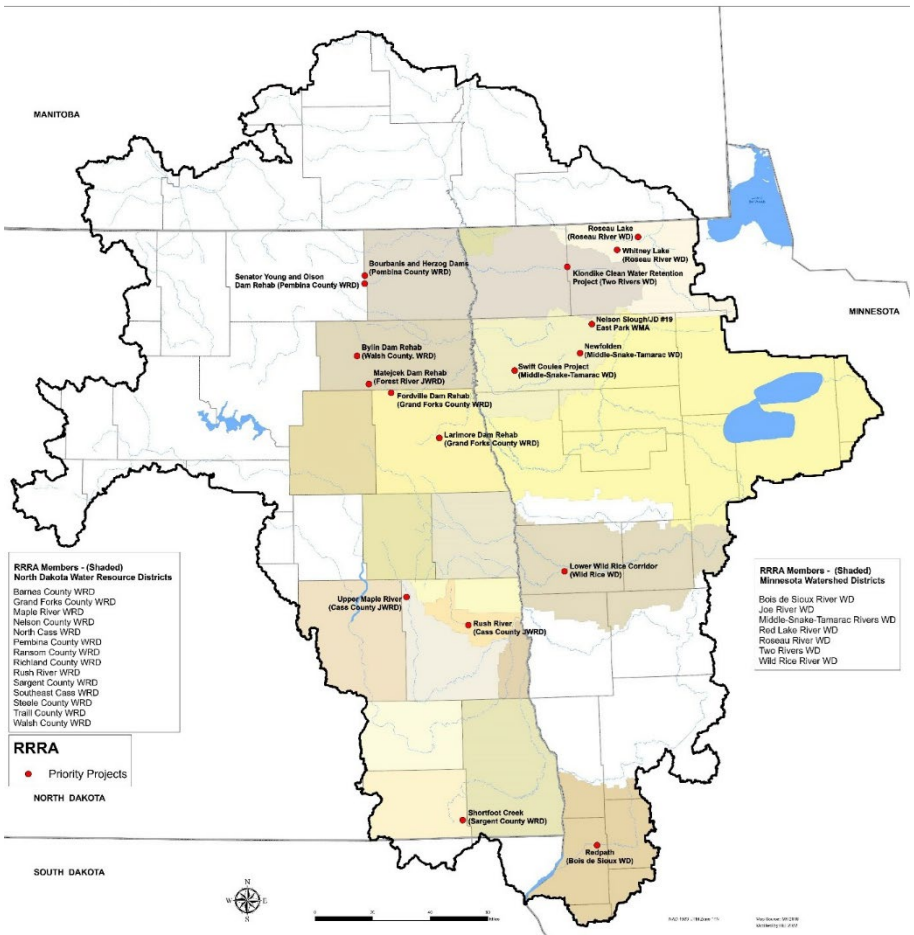 MANITOBA
Roseau Lake
(Roseau River WD)
Whitney Lake
(Roseau River WD)
Bourbanis and Herzog Dams
(Pembina County WRD)
Senator Young and Olson
Dam Rehab (Pembina County WRD)
Klondike Clean Water Retention
Project (Two Rivers WD)
MINNESOTA
Nelson Slough/JD #19
East Park WMA
Bylin Dam Rehab
(Walsh County. WRD)
Newfolden
(Middle-Snake-Tamarac WD)
Swift Coulee Project
(Middle-Snake-Tamarac WD)
Matejcek Dam Rehab
(Forest River JWRD)
Fordville Dam Rehab
(Grand Forks County WRD)
Larimore Dam Rehab
(Grand Forks County WRD)
RRRA Members - (Shaded)
North Dakota Water Resource Districts
Barnes County WRD
Grand Forks County WRD
Maple River WRD
Nelson County WRD
North Cass WRD
Pembina County WRD
Ransom County WRD
Richland County WRD
Rush River WRD
Sargent County WRD
Southeast Cass WRD
Steele County WRD
Traill County WRD
Walsh County WRD
Lower Wild Rice Corridor
(Wild Rice WD)
RRRA Members - (Shaded)
Minnesota Watershed Districts
Bois de Sioux River WD
Joe River WD
Middle-Snake-Tamarac Rivers WD
Red Lake River WD
Roseau River WD
Two Rivers WD
Wild Rice River WD
Upper Maple River
(Cass County JWRD)
Rush River
(Cass County JWRD)
RRRA
Priority Projects
NORTH DAKOTA
Shortfoot Creek
(Sargent County WRD)
Redpath
(Bois de Sioux WD)
SOUTH DAKOTA
N
W E
S